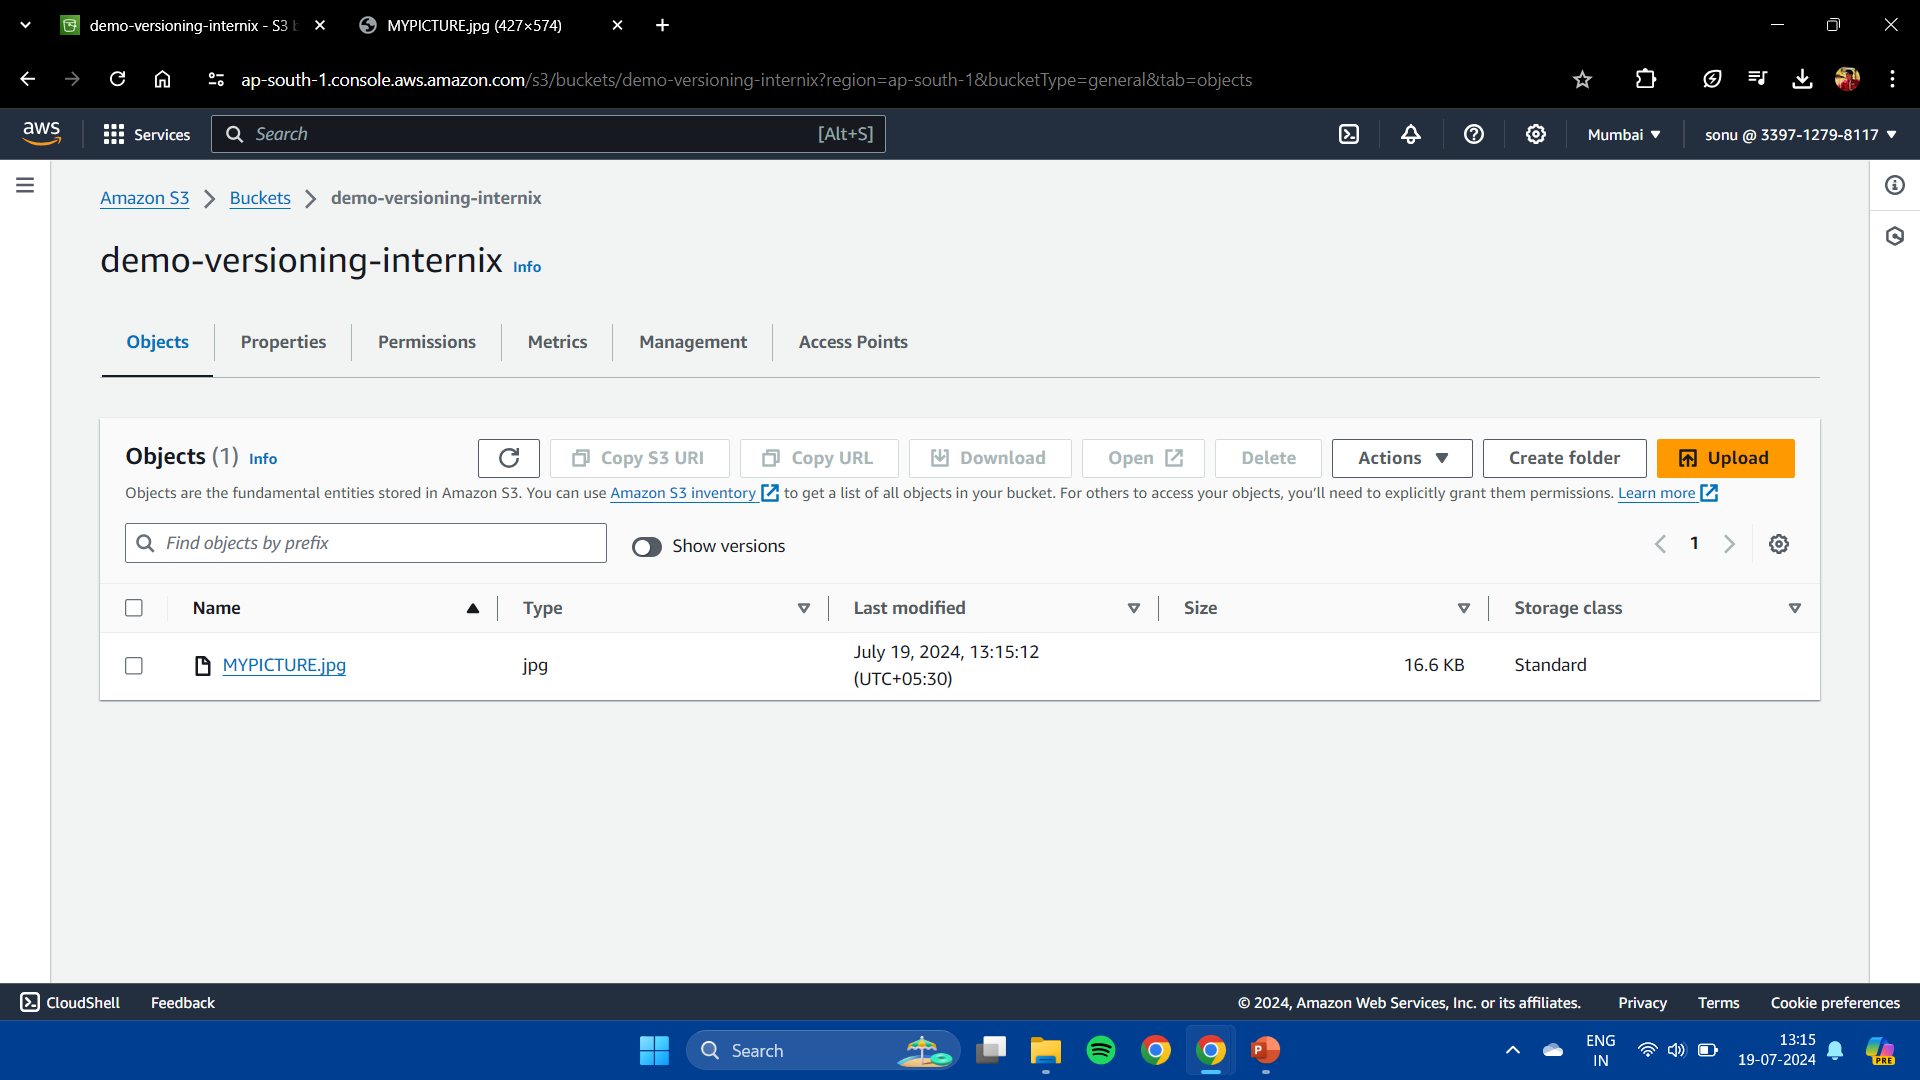 demo-versioning-internix - S3 b
MYPICTURE.jpg (427×574)
ap-south-1.console.aws.amazon.com/s3/buckets/demo-versioning-internix?region=ap-south-1&bucketType=general&tab=objects
aws
Services
Search
[Alt+S]
Mumbai
sonu @ 3397-1279-8117
Amazon S3
Buckets
demo-versioning-internix
demo-versioning-internix Info
Objects
Properties
Permissions
Metrics
Management
Access Points
Objects (1) Info
Copy S3 URI
Copy URL
Download
Open
Delete
Actions
Create folder
Upload
Objects are the fundamental entities stored in Amazon S3. You can use Amazon S3 inventory to get a list of all objects in your bucket. For others to access your objects, you'll need to explicitly grant them permissions. Learn more
Find objects by prefix
Show versions
1
Name
Type
Last modified
Size
Storage class
MYPICTURE.jpg
jpg
July 19, 2024, 13:15:12
(UTC+05:30)
16.6 KB
Standard
CloudShell
Feedback
© 2024, Amazon Web Services, Inc. or its affiliates.
Privacy
Terms
Cookie preferences
Search
P
ENG
IN
13:15
19-07-2024
PRE